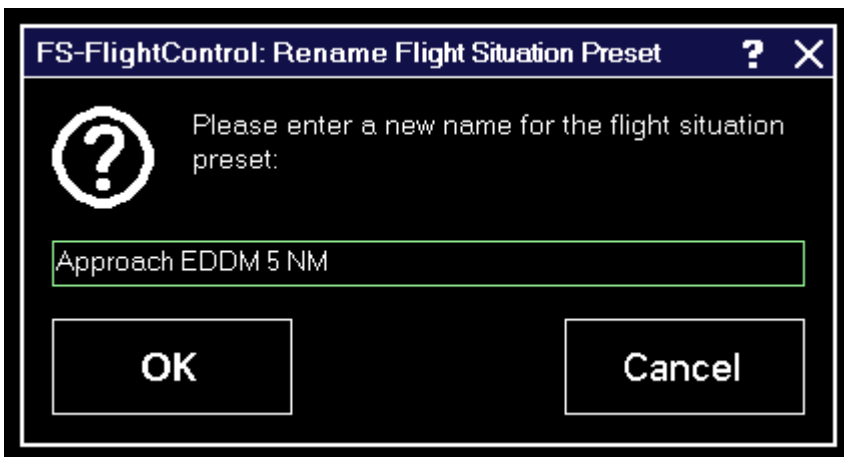 FS-FlightControl: Rename Flight Situation Preset ? X
Please enter a new name for the flight situation
preset:
Approach EDDM 5 NM
OK Cancel